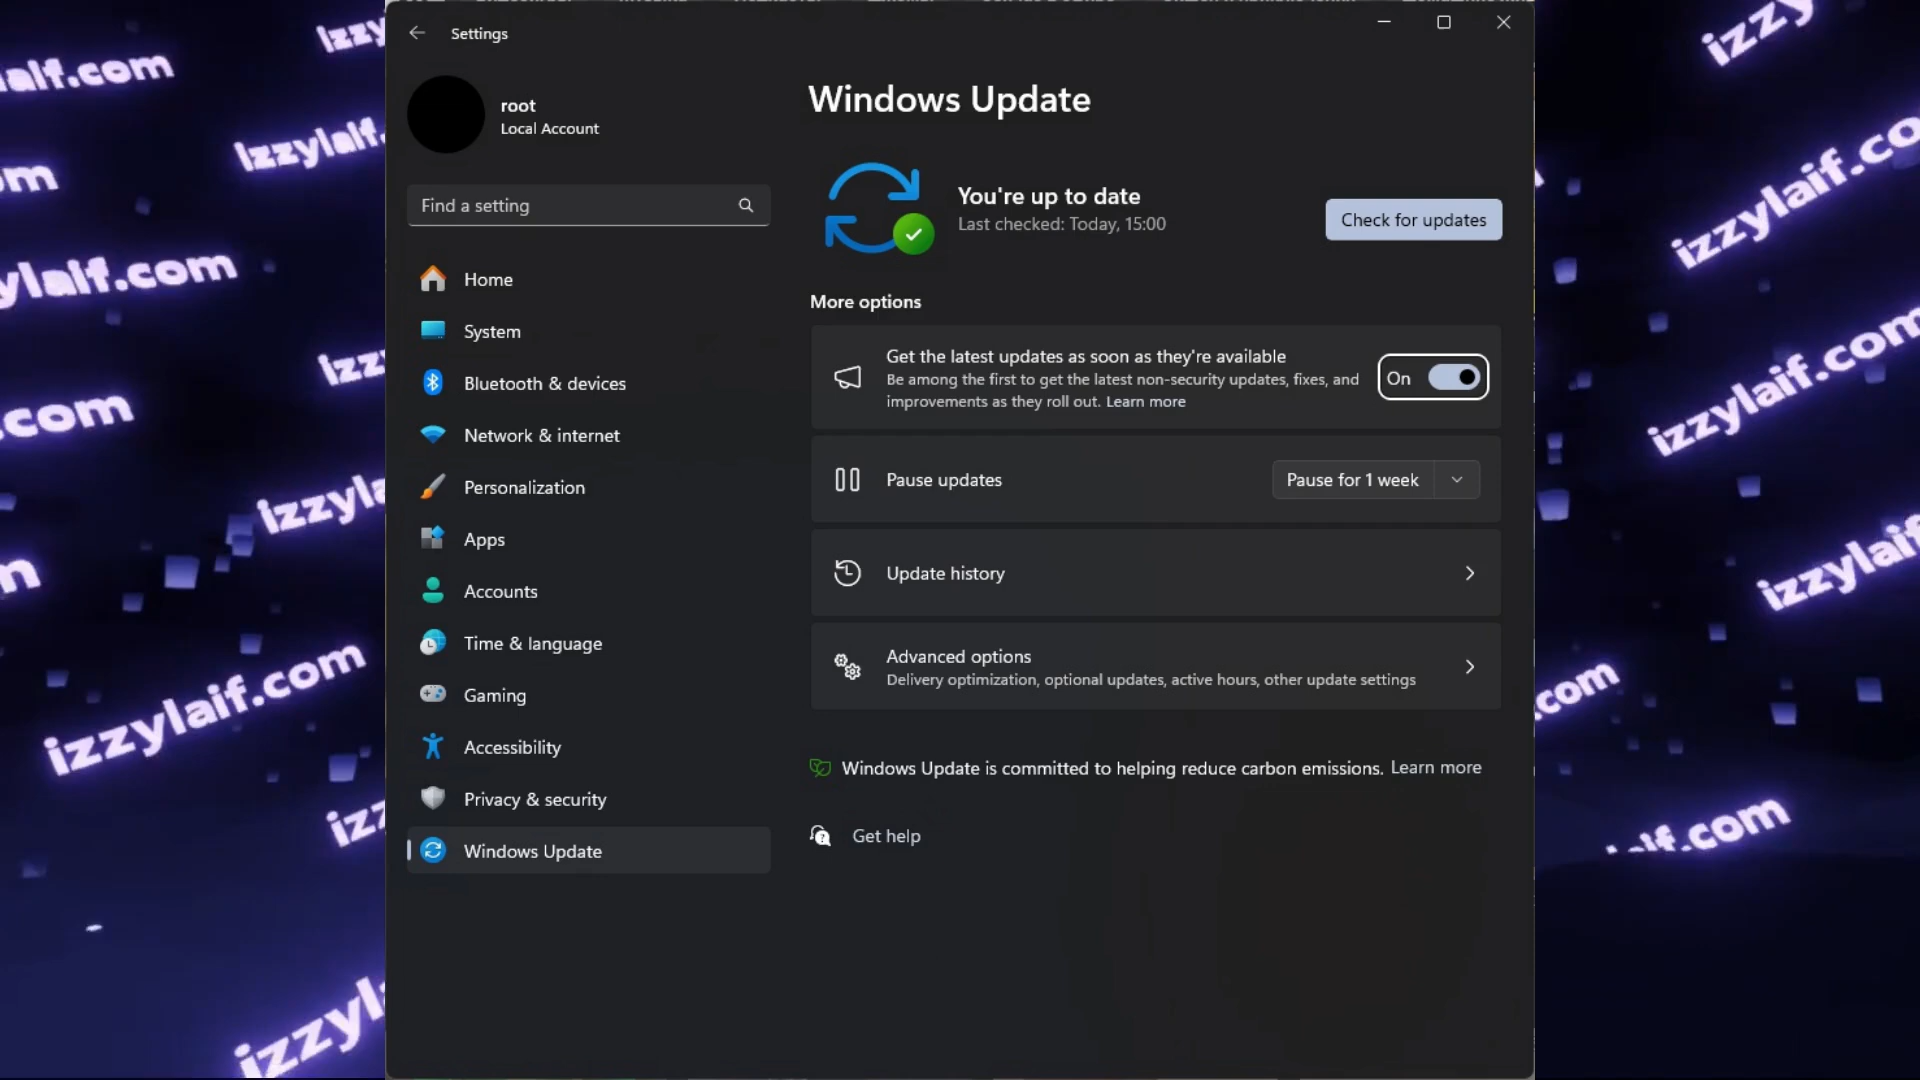 Settings
root
Local Account
Find a setting
Home
System
Bluetooth & devices
Network & internet
Personalization
Apps
Accounts
Time & language
Gaming
Accessibility
Privacy & security
Windows Update
Windows Update
You're up to date
Last checked: Today, 15:00
Check for updates
More options
Get the latest updates as soon as they're available
Be among the first to get the latest non-security updates, fixes, and
improvements as they roll out. Learn more
On
Pause updates
Pause for 1 week
Update history
Advanced options
Delivery optimization, optional updates, active hours, other update settings
Windows Update is committed to helping reduce carbon emissions. Learn more
Get help
izzylaif.com
izzylaif.com
izzylaif.com
izzylaif.com